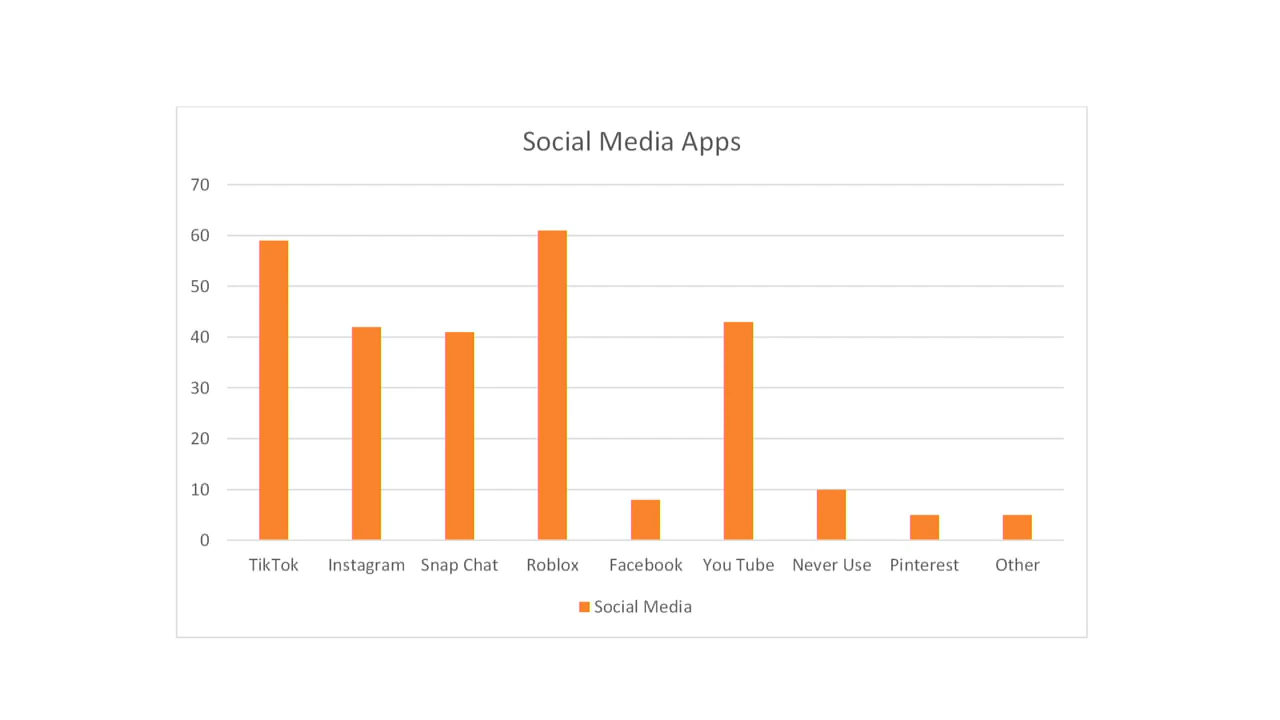 Social Media Apps
70
60
50
40
30
20
10
0
TikTok Instagram Snap Chat Roblox Facebook You Tube Never Use Pinterest Other
Social Media